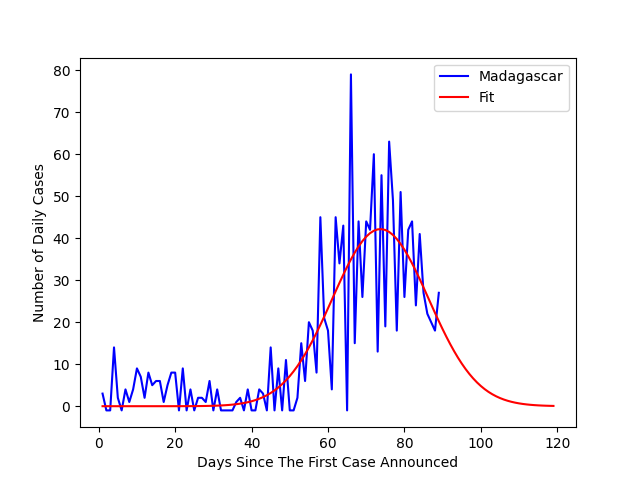 Madagascar
Fit
80
70
60
50
40
30
20
10
0
Number of Daily Cases
0 20 40 60 80 100 120
Days Since The First Case Announced